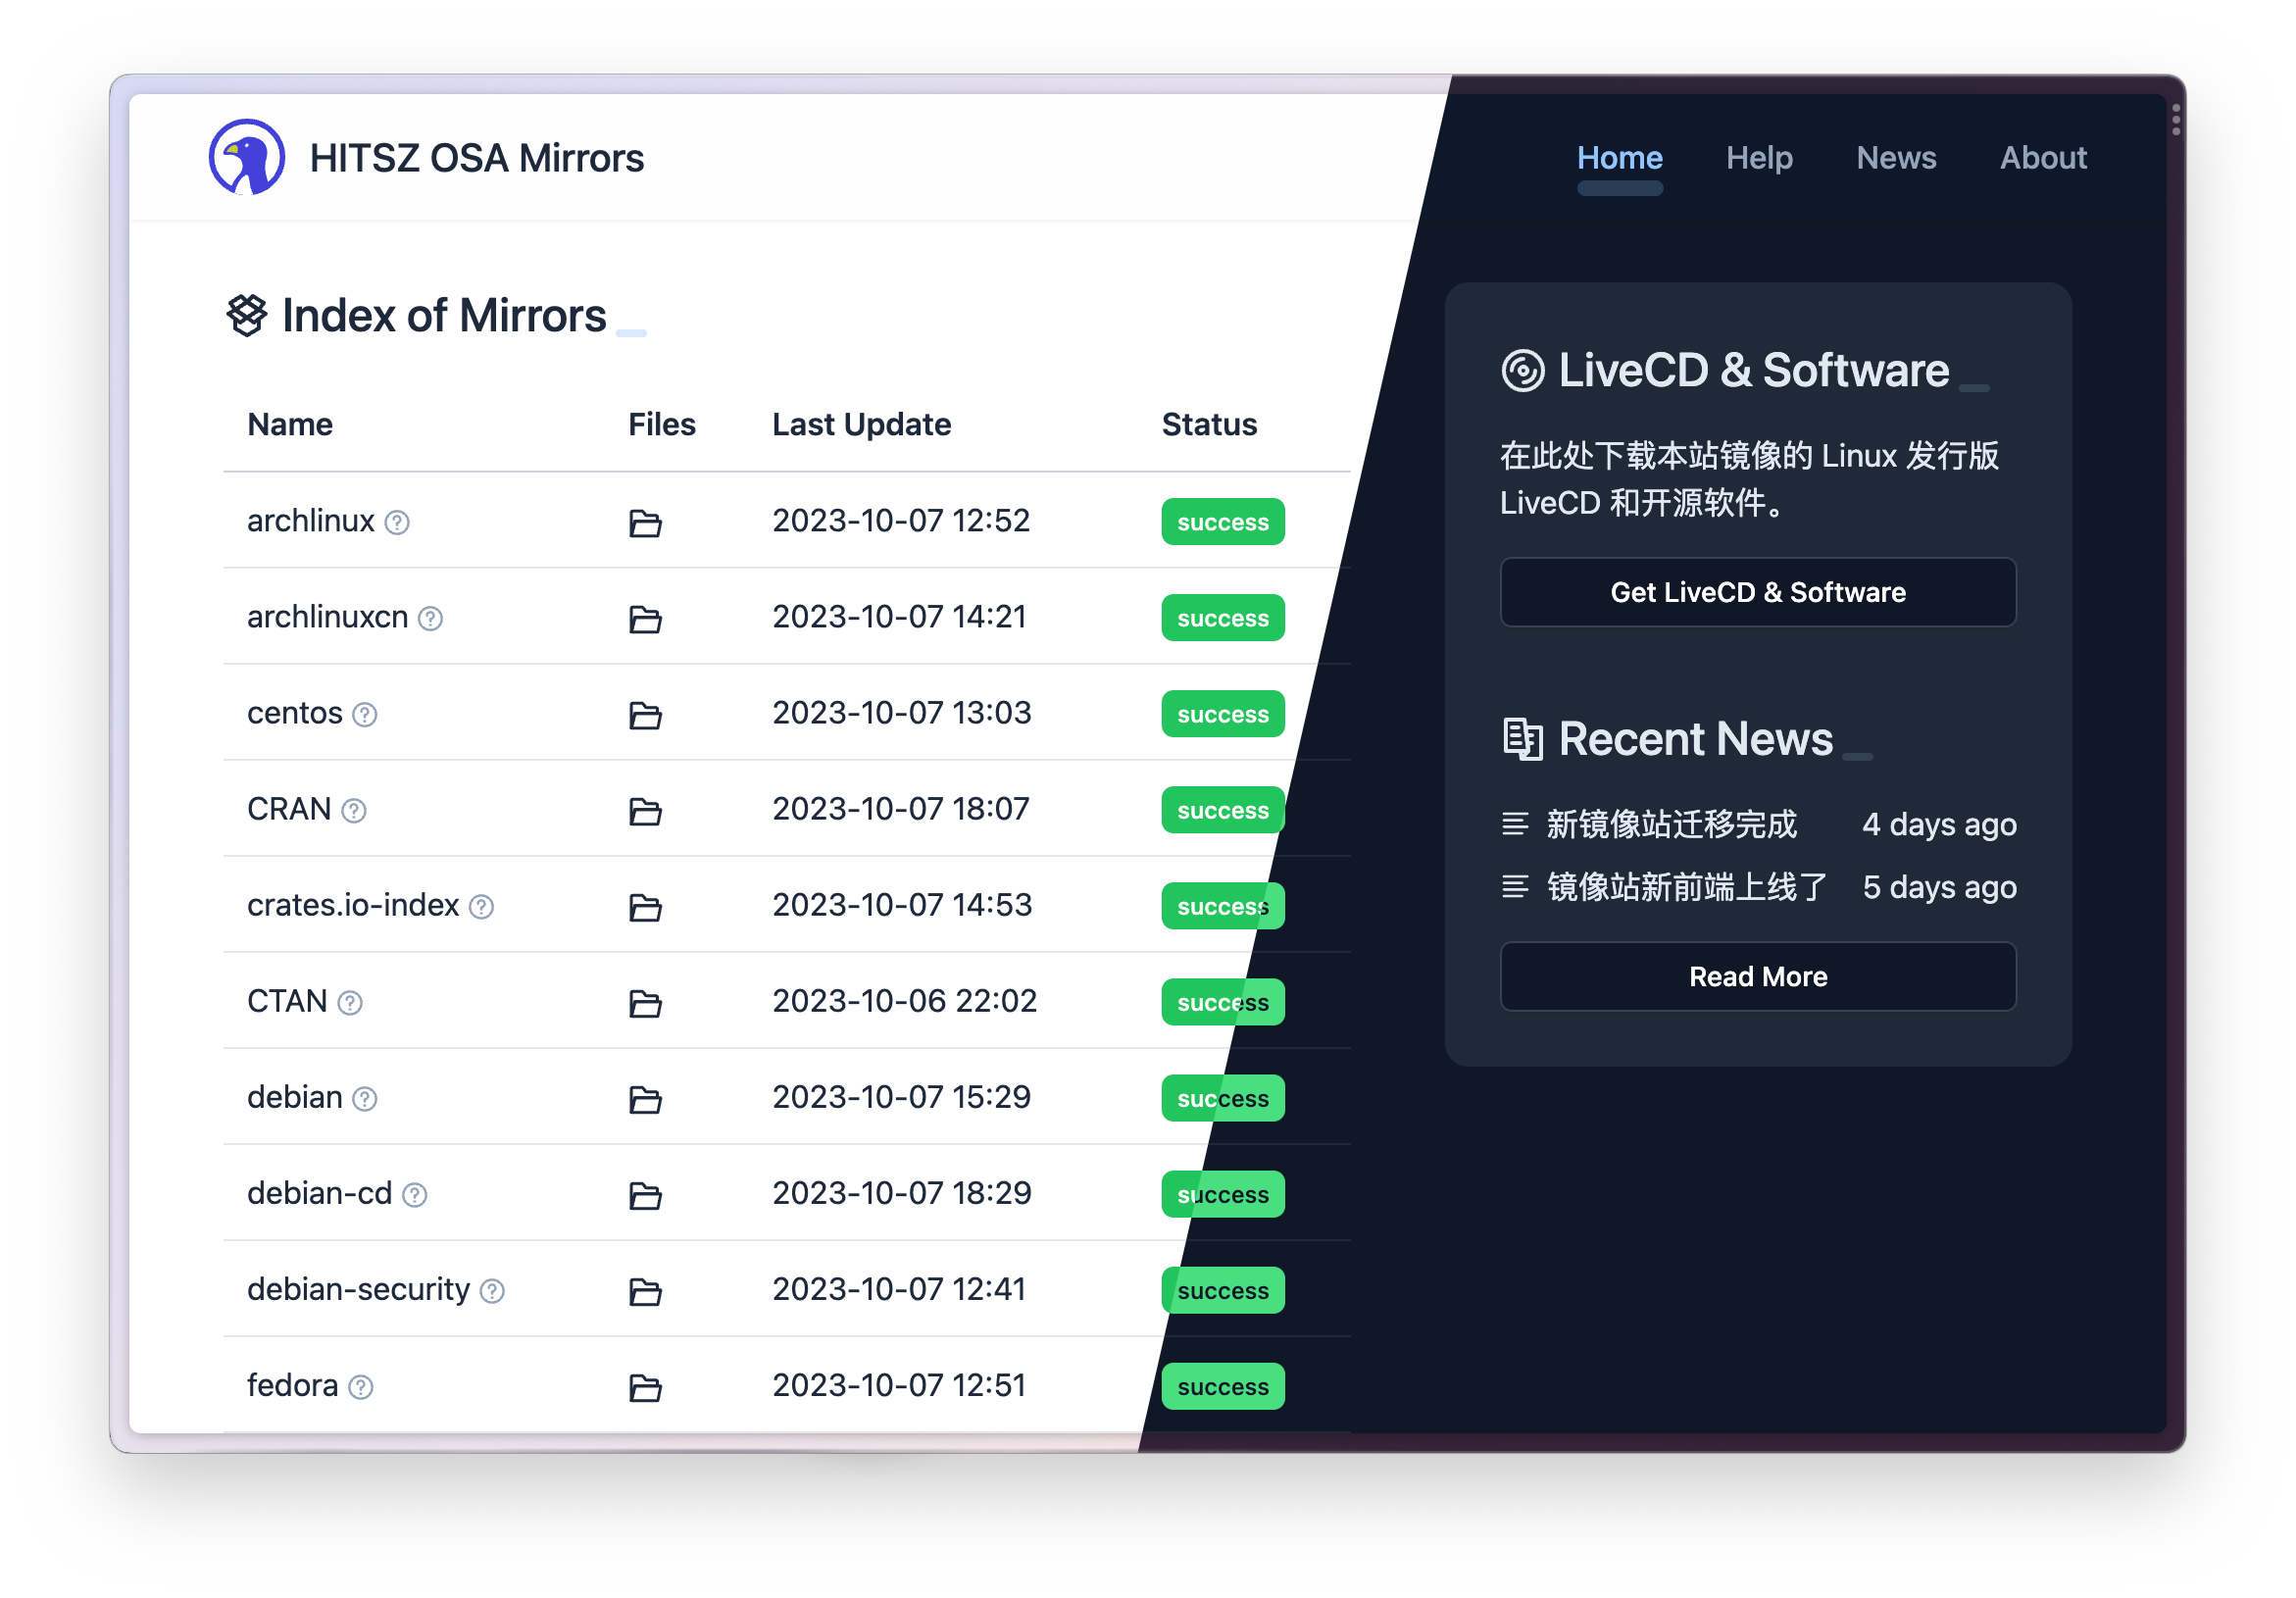 HITSZ OSA Mirrors
Home Help News About
Index of Mirrors
Name Files Last Update Status
archlinux 2023-10-07 12:52 success
archlinuxcn 2023-10-07 14:21 success
centos 2023-10-07 13:03 success
CRAN 2023-10-07 18:07 success
crates.io-index 2023-10-07 14:53 success
CTAN 2023-10-06 22:02 success
debian 2023-10-07 15:29 success
debian-cd 2023-10-07 18:29 success
debian-security 2023-10-07 12:41 success
fedora 2023-10-07 12:51 success
LiveCD & Software
在此处下载本站镜像的 Linux 发行版
LiveCD 和开源软件。
Get LiveCD & Software
Recent News
新镜像站迁移完成 4 days ago
镜像站新前端上线了 5 days ago
Read More